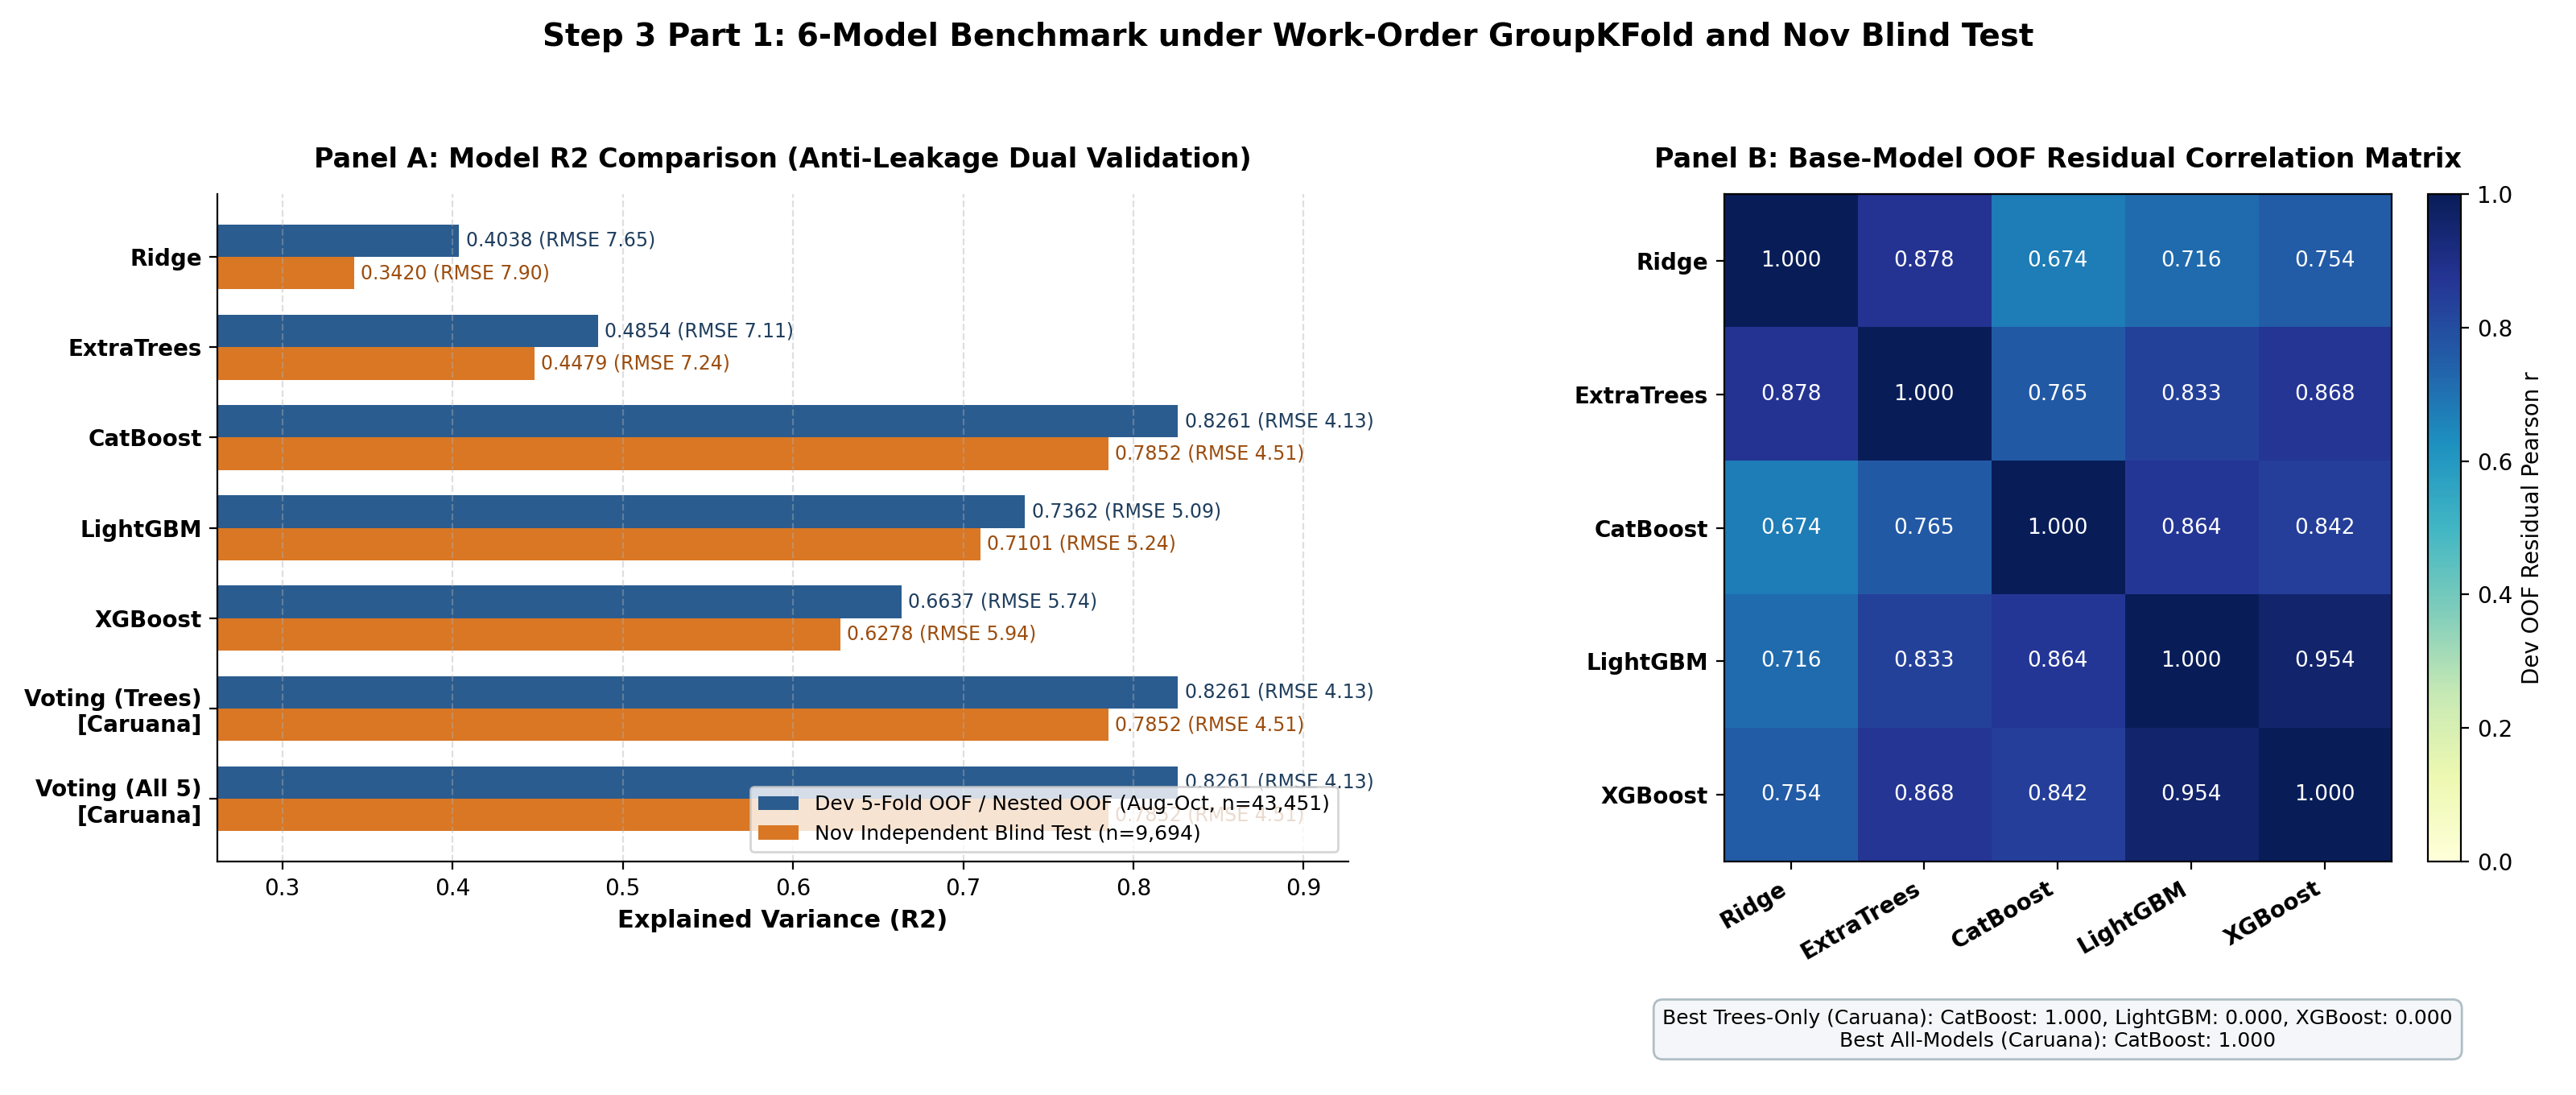 Step 3 Part 1: 6-Model Benchmark under Work-Order GroupKFold and Nov Blind Test
Panel A: Model R2 Comparison (Anti-Leakage Dual Validation)
Ridge
0.4038 (RMSE 7.65)
0.3420 (RMSE 7.90)
ExtraTrees
0.4854 (RMSE 7.11)
0.4479 (RMSE 7.24)
CatBoost
0.8261 (RMSE 4.13)
0.7852 (RMSE 4.51)
LightGBM
0.7362 (RMSE 5.09)
0.7101 (RMSE 5.24)
XGBoost
0.6637 (RMSE 5.74)
0.6278 (RMSE 5.94)
Voting (Trees)
[Caruana]
0.8261 (RMSE 4.13)
0.7852 (RMSE 4.51)
Voting (All 5)
[Caruana]
0.8261 (RMSE 4.13)
0.7852 (RMSE 4.51)
Dev 5-Fold OOF / Nested OOF (Aug-Oct, n=43,451)
Nov Independent Blind Test (n=9,694)
0.3 0.4 0.5 0.6 0.7 0.8 0.9
Explained Variance (R2)
Panel B: Base-Model OOF Residual Correlation Matrix
Ridge 1.000 0.878 0.674 0.716 0.754
ExtraTrees 0.878 1.000 0.765 0.833 0.868
CatBoost 0.674 0.765 1.000 0.864 0.842
LightGBM 0.716 0.833 0.864 1.000 0.954
XGBoost 0.754 0.868 0.842 0.954 1.000
Ridge ExtraTrees CatBoost LightGBM XGBoost
1.0
0.8
0.6
0.4
0.2
0.0
Dev OOF Residual Pearson r
Best Trees-Only (Caruana): CatBoost: 1.000, LightGBM: 0.000, XGBoost: 0.000
Best All-Models (Caruana): CatBoost: 1.000